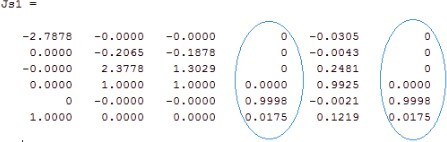 Js1 =
-2.7878 -0.0000 -0.0000 0 -0.0305 0
0.0000 -0.2065 -0.1878 0 -0.0043 0
-0.0000 2.3778 1.3029 0 0.2481 0
0.0000 1.0000 1.0000 0.0000 0.9925 0.0000
0 -0.0000 -0.0000 0.9998 -0.0021 0.9998
1.0000 0.0000 0.0000 0.0175 0.1219 0.0175